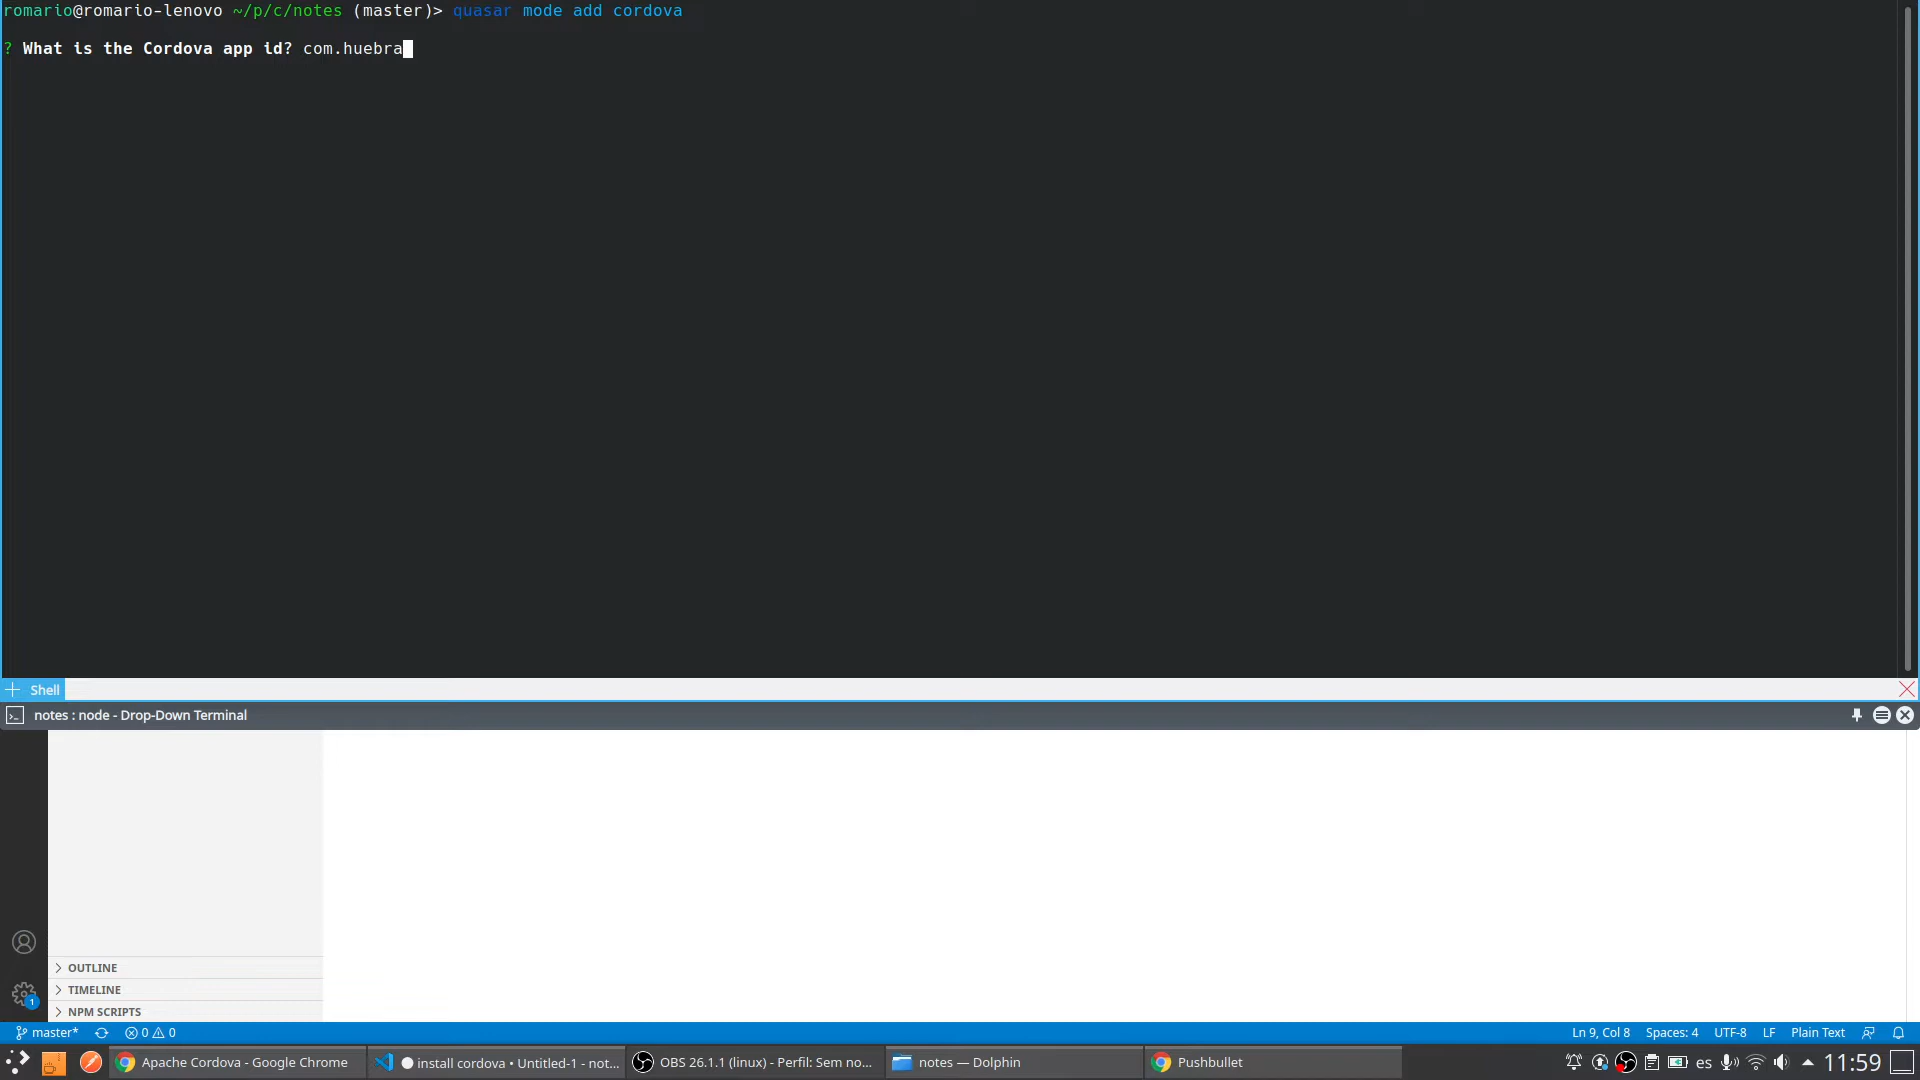 romario@romario-lenovo ~/p/c/notes (master)> quasar mode add cordova
? What is the Cordova app id? com.huebra
Shell
notes : node - Drop-Down Terminal
OUTLINE
TIMELINE
NPM SCRIPTS
1
master* 0 0 Ln 9, Col 8 Spaces: 4 UTF-8 LF Plain Text
Apache Cordova - Google Chrome install cordova • Untitled-1 - not... OBS 26.1.1 (linux) - Perfil: Sem no... notes — Dolphin Pushbullet es 11:59